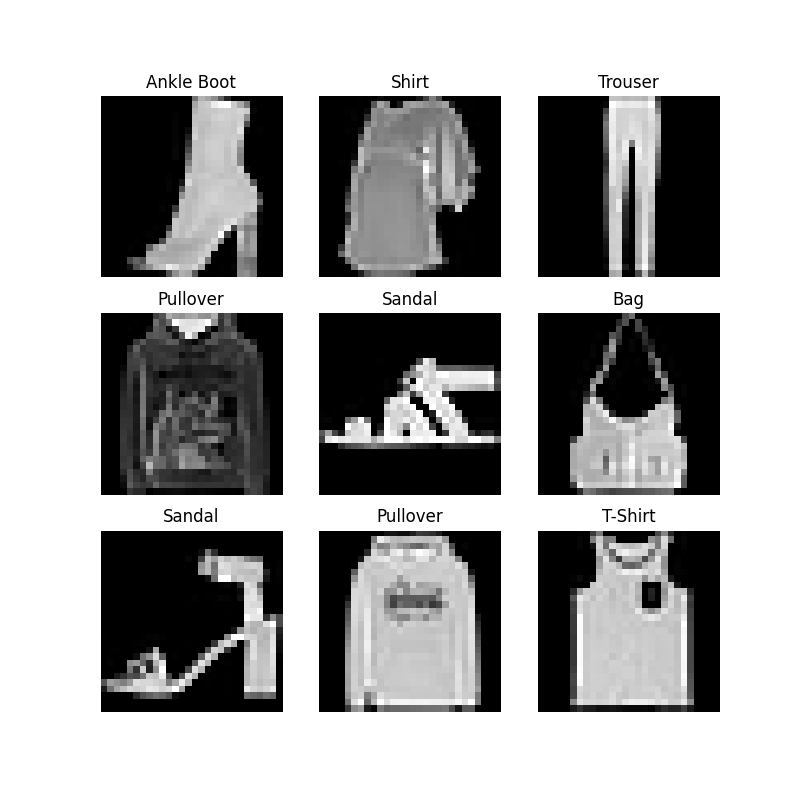 Ankle Boot
Shirt
Trouser
Pullover
Sandal
Bag
Sandal
Pullover
T-Shirt